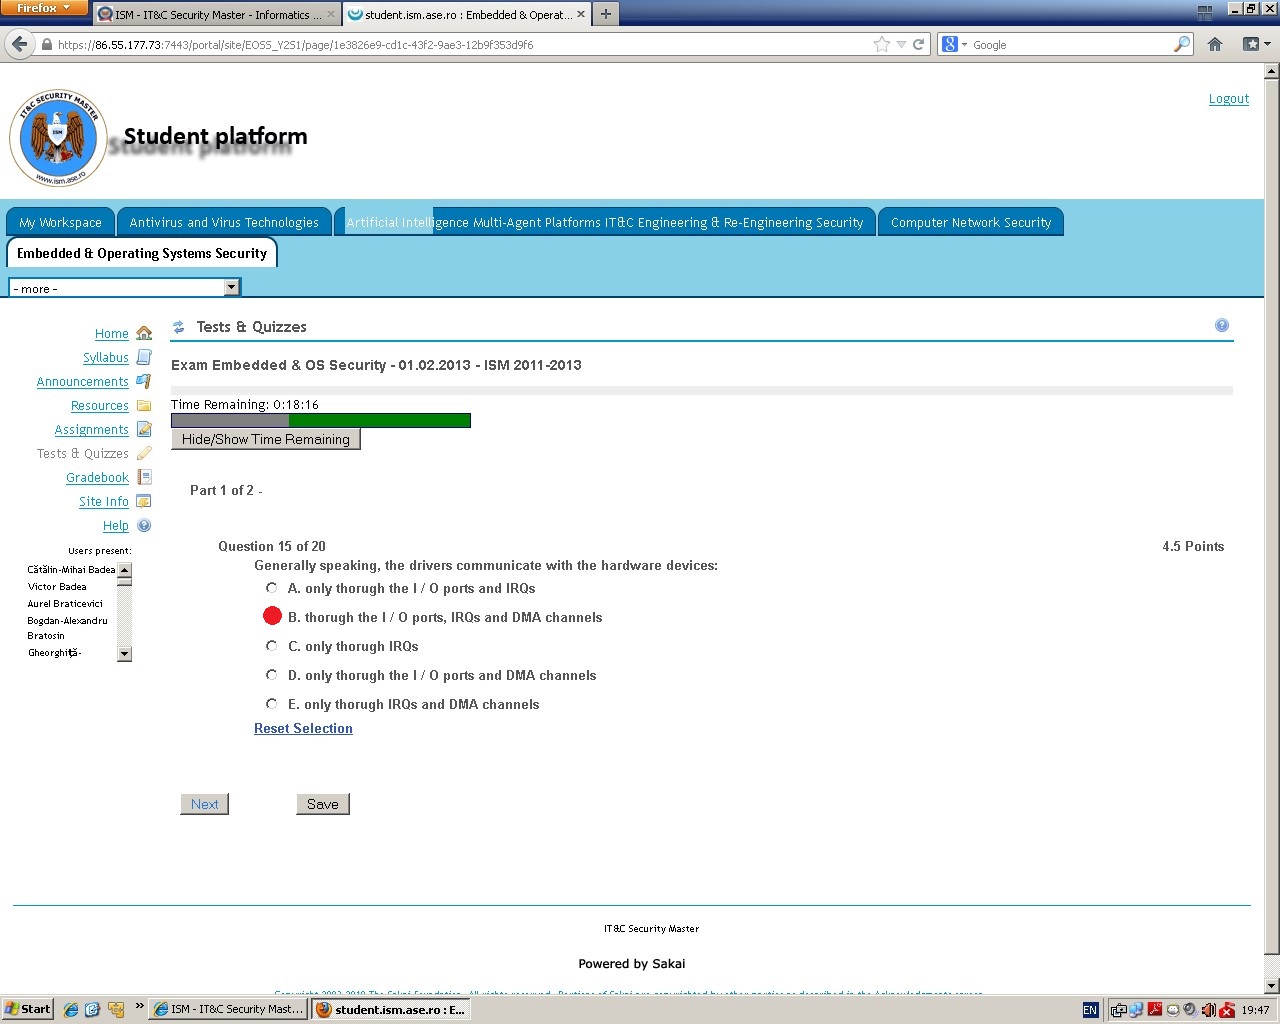 Firefox
ISM - IT&C Security Master - Informatics ...
student.ism.ase.ro : Embedded & Operat...
https://86.55.177.73:7443/portal/site/EOSS_Y2S1/page/1e3826e9-cd1c-43f2-9ae3-12b9f353d9f6
Google
Logout
IT&C SECURITY MASTER
ISM
www.ism.ase.ro
Student platform
My Workspace
Antivirus and Virus Technologies
Artificial Intelligence Multi-Agent Platforms IT&C Engineering & Re-Engineering Security
Computer Network Security
Embedded & Operating Systems Security
- more -
Home
Syllabus
Announcements
Resources
Assignments
Tests & Quizzes
Gradebook
Site Info
Help
Users present:
Cătălin-Mihai Badea
Victor Badea
Aurel Braticevici
Bogdan-Alexandru
Bratosin
Gheorghiță-
Tests & Quizzes
Exam Embedded & OS Security - 01.02.2013 - ISM 2011-2013
Time Remaining: 0:18:16
Hide/Show Time Remaining
Part 1 of 2 -
Question 15 of 20
4.5 Points
Generally speaking, the drivers communicate with the hardware devices:
A. only thorugh the I / O ports and IRQs
B. thorugh the I / O ports, IRQs and DMA channels
C. only thorugh IRQs
D. only thorugh the I / O ports and DMA channels
E. only thorugh IRQs and DMA channels
Reset Selection
Next
Save
IT&C Security Master
Powered by Sakai
Start
ISM - IT&C Security Mast...
student.ism.ase.ro : E...
EN
19:47